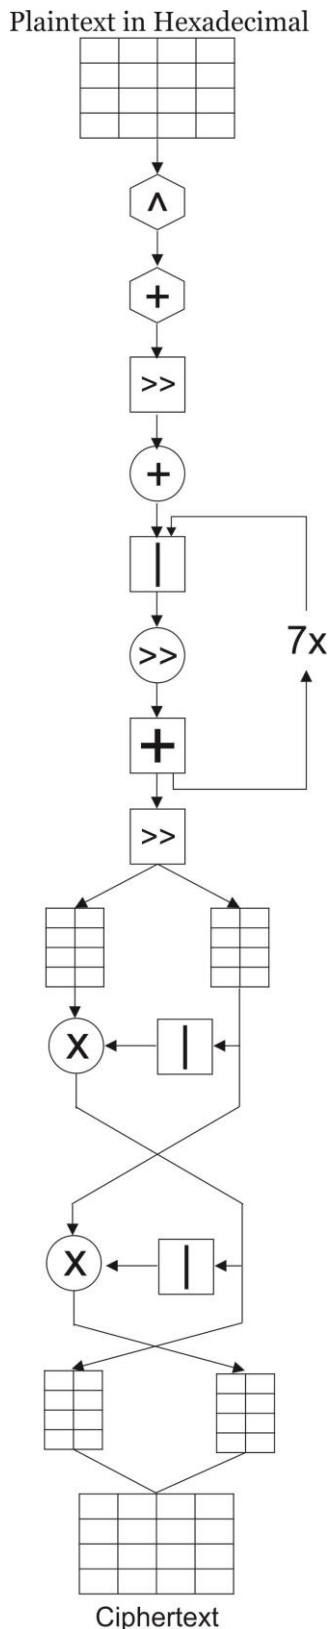 Plaintext in Hexadecimal
^
+
>>
+
|
>>
7x
+
>>
x |
x |
Ciphertext